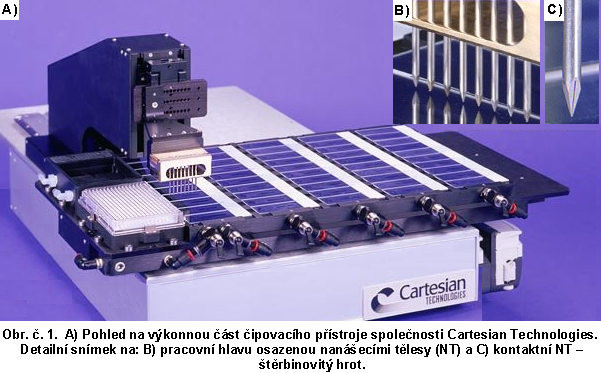 A)
B)
C)
Cartesian
TECHNOLOGIES
Obr. č. 1. A) Pohled na výkonnou část čipovacího přístroje společnosti Cartesian Technologies.
Detailní snímek na: B) pracovní hlavu osazenou nanášecími tělesy (NT) a C) kontaktní NT –
štěrbinovitý hrot.